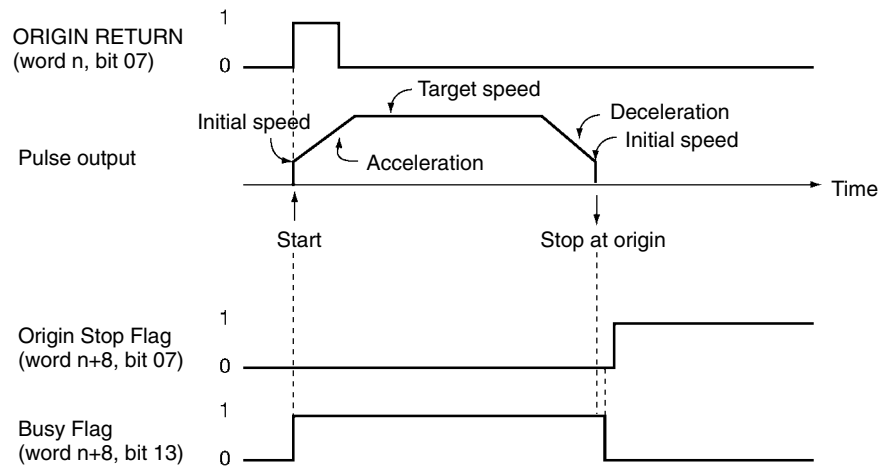 1
ORIGIN RETURN
(word n, bit 07)
0
Target speed
Deceleration
Initial speed
Initial speed
Pulse output
Acceleration
Time
Start
Stop at origin
1
Origin Stop Flag
(word n+8, bit 07)
0
1
Busy Flag
(word n+8, bit 13)
0